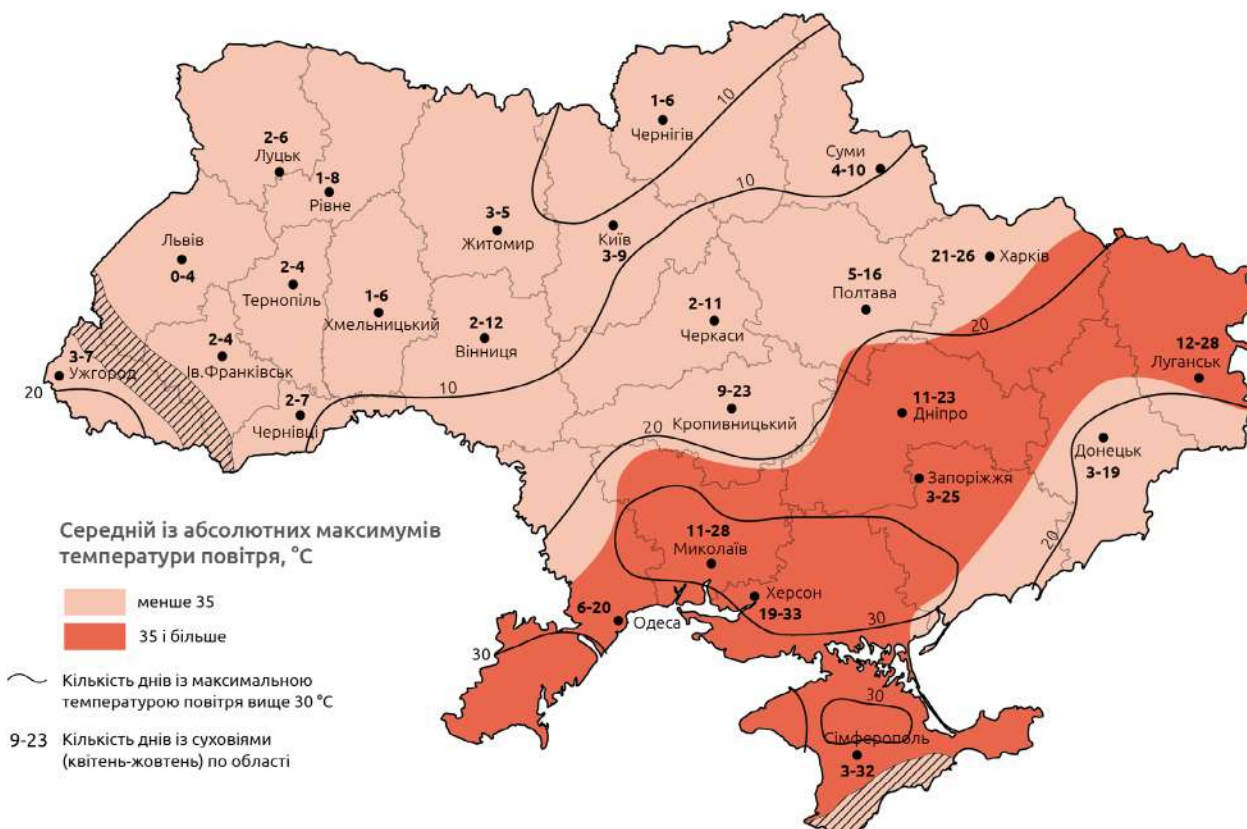 1-6
Чернігів
10
Суми
4-10
2-6
Луцьк
1-8
Рівне
10
3-5
Житомир
Київ
3-9
Львів
0-4
2-4
Тернопіль
1-6
Хмельницький
2-12
Вінниця
2-11
Черкаси
5-16
Полтава
21-26
Харків
20
12-28
Луганськ
3-7
Ужгород
20
2-4
Ів.Франківськ
2-7
Чернівці
10
9-23
Кропивницький
20
11-23
Дніпро
Донецьк
3-19
Запоріжжя
3-25
20
11-28
Миколаїв
Херсон
19-33
30
6-20
Одеса
30
30
Сімферополь
3-32
Середній із абсолютних максимумів
температури повітря, °C
менше 35
35 і більше
Кількість днів із максимальною
температурою повітря вище 30 °C
9-23 Кількість днів із суховіями
(квітень-жовтень) по області